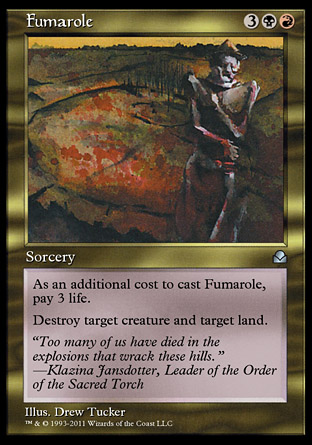 Fumarole 3
Sorcery
As an additional cost to cast Fumarole,
pay 3 life.
Destroy target creature and target land.
“Too many of us have died in the
explosions that wrack these hills.”
—Klazina Jansdotter, Leader of the Order
of the Sacred Torch
Illus. Drew Tucker
™ & © 1993-2011 Wizards of the Coast LLC